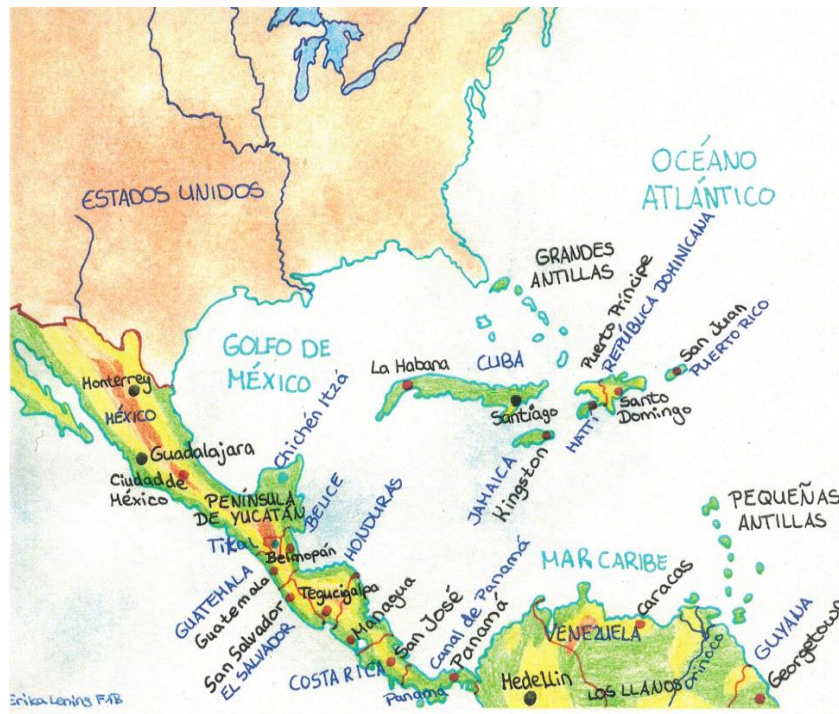 OCÉANO
ATLÁNTICO
ESTADOS UNIDOS
GRANDES
ANTILLAS
Puerto Príncipe
REPÚBLICA DOMINICANA
San Juan
PUERTO RICO
GOLFO DE
MÉXICO
La Habana
CUBA
Monterrey
MÉXICO
Chichén Itzá
Santiago
HAITÍ
Santo
Domingo
Guadalajara
Ciudad de
México
JAMAICA
Kingston
PENÍNSULA
DE YUCATÁN
BELICE
HONDURAS
PEQUEÑAS
ANTILLAS
Tikal
Belmopán
MAR CARIBE
GUATEMALA
Guatemala
Tegucigalpa
San Salvador
EL SALVADOR
Managua
San José
Canal de Panamá
Panamá
Caracas
VENEZUELA
Orinoco
GUYANA
Georgetown
COSTA RICA
Panamá
Medellín
LOS LLANOS
Erika Lening F1B